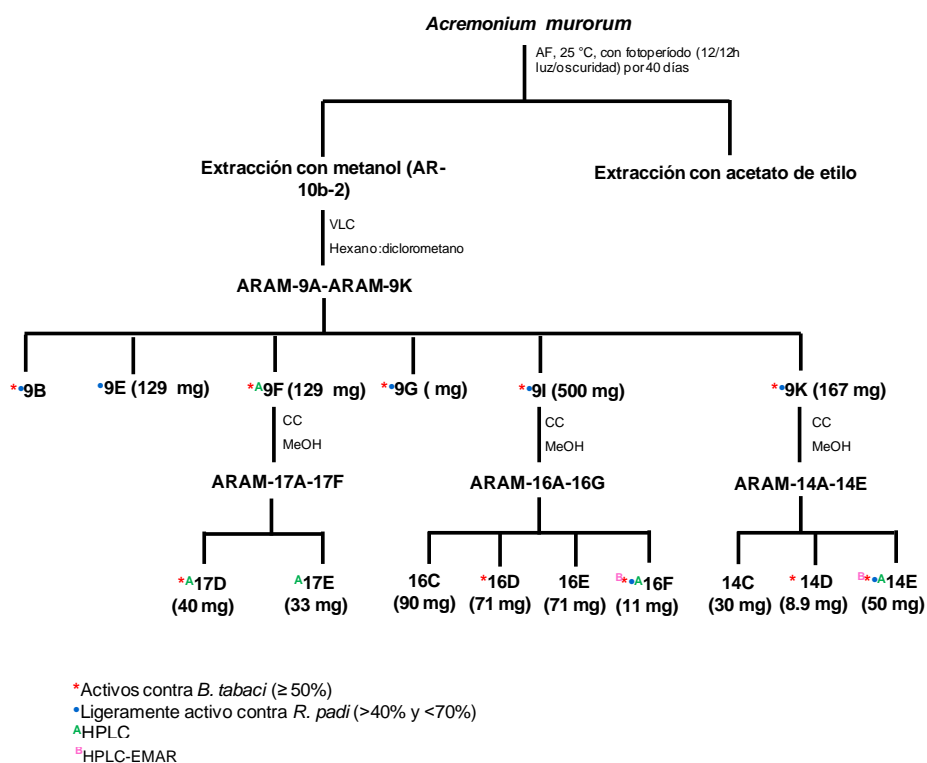 Acremonium murorum
AF, 25 °C, con fotoperíodo (12/12h
luz/oscuridad) por 40 días
Extracción con metanol (AR-
10b-2)
Extracción con acetato de etilo
VLC
Hexano:diclorometano
ARAM-9A-ARAM-9K
*•9B
•9E (129 mg)
*A9F (129 mg)
*•9G ( mg)
*•9I (500 mg)
*•9K (167 mg)
CC
MeOH
CC
MeOH
CC
MeOH
ARAM-17A-17F
ARAM-16A-16G
ARAM-14A-14E
*A17D
(40 mg)
A17E
(33 mg)
16C
(90 mg)
*16D
(71 mg)
16E
(71 mg)
B*•A16F
(11 mg)
14C
(30 mg)
* 14D
(8.9 mg)
B*•A14E
(50 mg)
*Activos contra B. tabaci (≥ 50%)
•Ligeramente activo contra R. padi (>40% y <70%)
AHPLC
BHPLC-EMAR